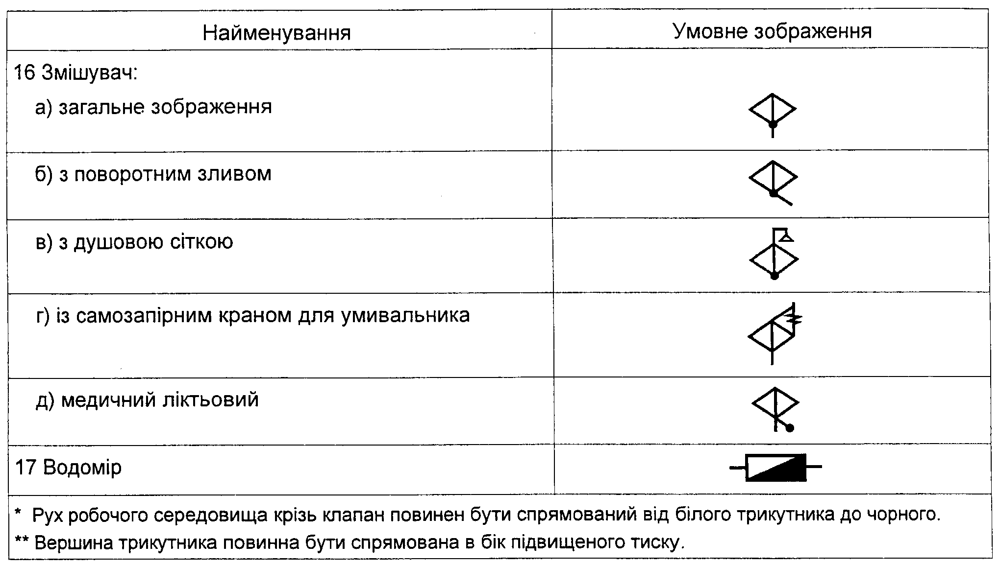 Найменування
Умовне зображення
16 Змішувач:
а) загальне зображення
б) з поворотним зливом
в) з душовою сіткою
г) із самозапірним краном для умивальника
д) медичний ліктьовий
17 Водомір
* Рух робочого середовища крізь клапан повинен бути спрямований від білого трикутника до чорного.
** Вершина трикутника повинна бути спрямована в бік підвищеного тиску.